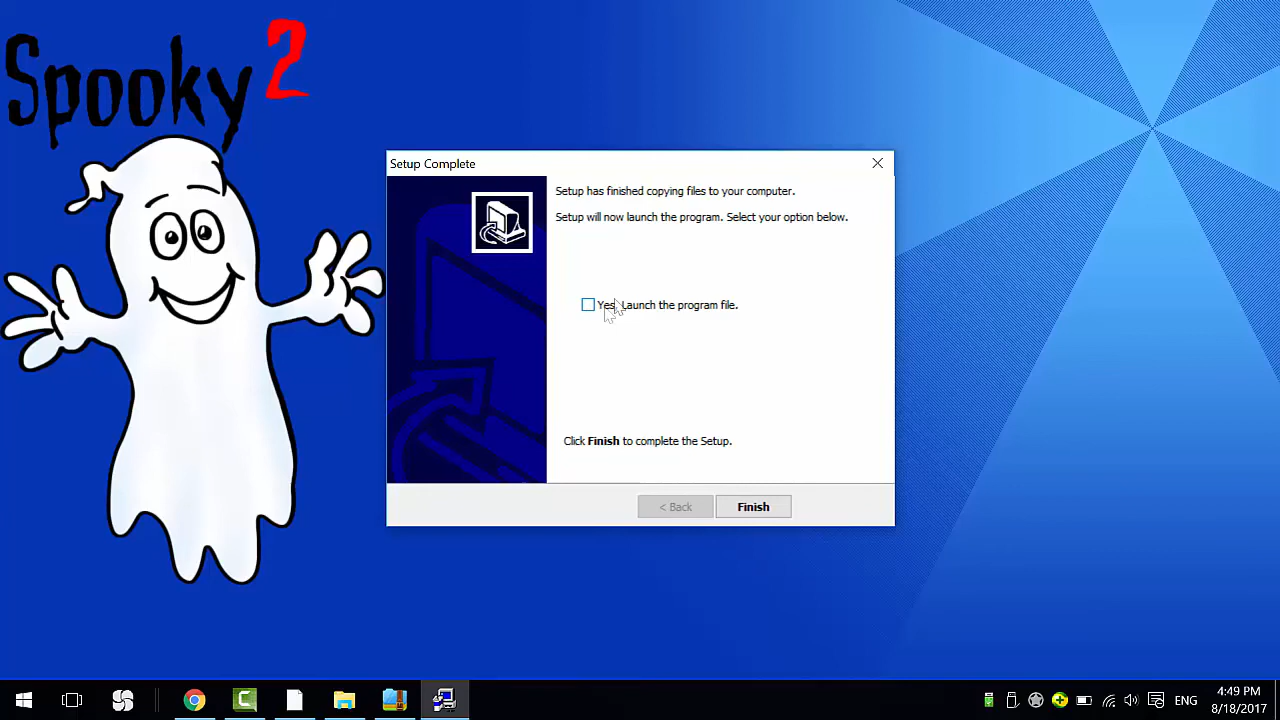 Spooky2
Setup Complete
Setup has finished copying files to your computer.
Setup will now launch the program. Select your option below.
Yes, Launch the program file.
Click Finish to complete the Setup.
< Back
Finish
ENG
4:49 PM
8/18/2017